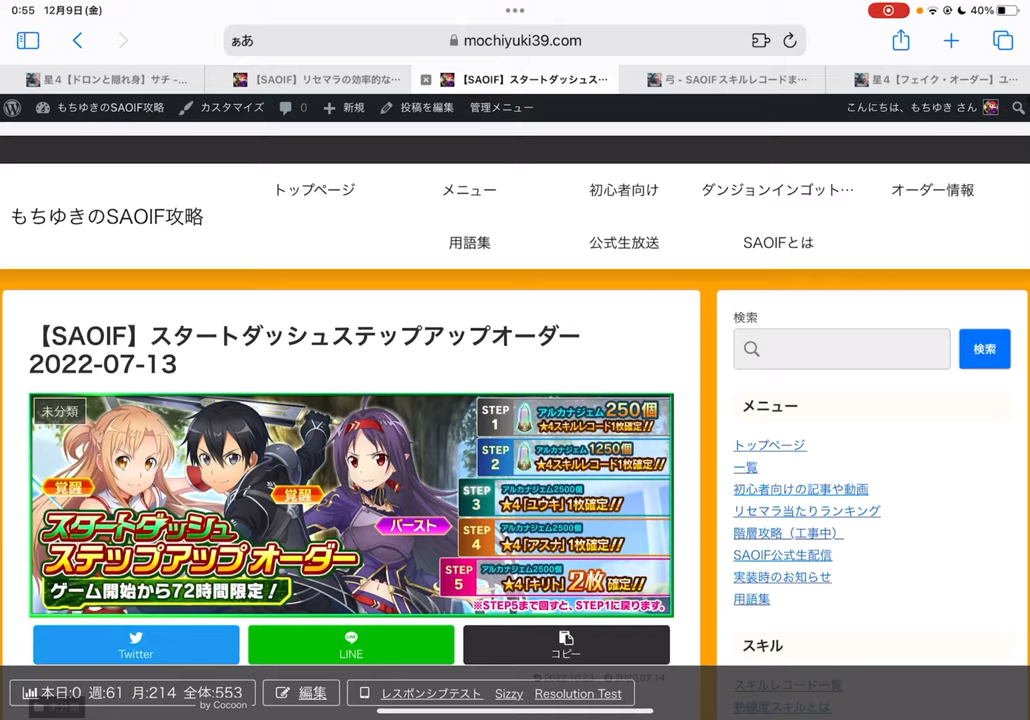 0:55 12月9日(金)
40%
ぁあ
mochiyuki39.com
星4【ドロンと隠れ身】サチ -...
【SAOIF】リセマラの効率的な...
【SAOIF】スタートダッシュス...
弓 - SAOIFスキルレコードま...
星4【フェイク・オーダー】ユ...
もちゆきのSAOIF攻略
カスタマイズ
0
新規
投稿を編集
管理メニュー
こんにちは、もちゆき さん
もちゆきのSAOIF攻略
トップページ
メニュー
初心者向け
ダンジョンインゴット…
オーダー情報
用語集
公式生放送
SAOIFとは
【SAOIF】スタートダッシュステップアップオーダー
2022-07-13
未分類
覚醒
覚醒
バースト
スタートダッシュ
ステップアップオーダー
ゲーム開始から72時間限定!
STEP 1
アルカナジェム250個
★4スキルレコード1枚確定!!
STEP 2
アルカナジェム1250個
★4スキルレコード1枚確定!!
STEP 3
アルカナジェム2500個
★4「ユウキ」1枚確定!!
STEP 4
アルカナジェム2500個
★4「アスナ」1枚確定!!
STEP 5
アルカナジェム2500個
★4「キリト」2枚確定!!
※STEP5まで回すと、STEP1に戻ります。
Twitter
LINE
コピー
2022.10.23 2022.07.14
未分類
本日:0 週:61 月:214 全体:553
by Cocoon
編集
レスポンシブテスト Sizzy Resolution Test
検索
検索
メニュー
トップページ
一覧
初心者向けの記事や動画
リセマラ当たりランキング
階層攻略(工事中)
SAOIF公式生配信
実装時のお知らせ
用語集
スキル
スキルレコード一覧
熟練度スキルとは